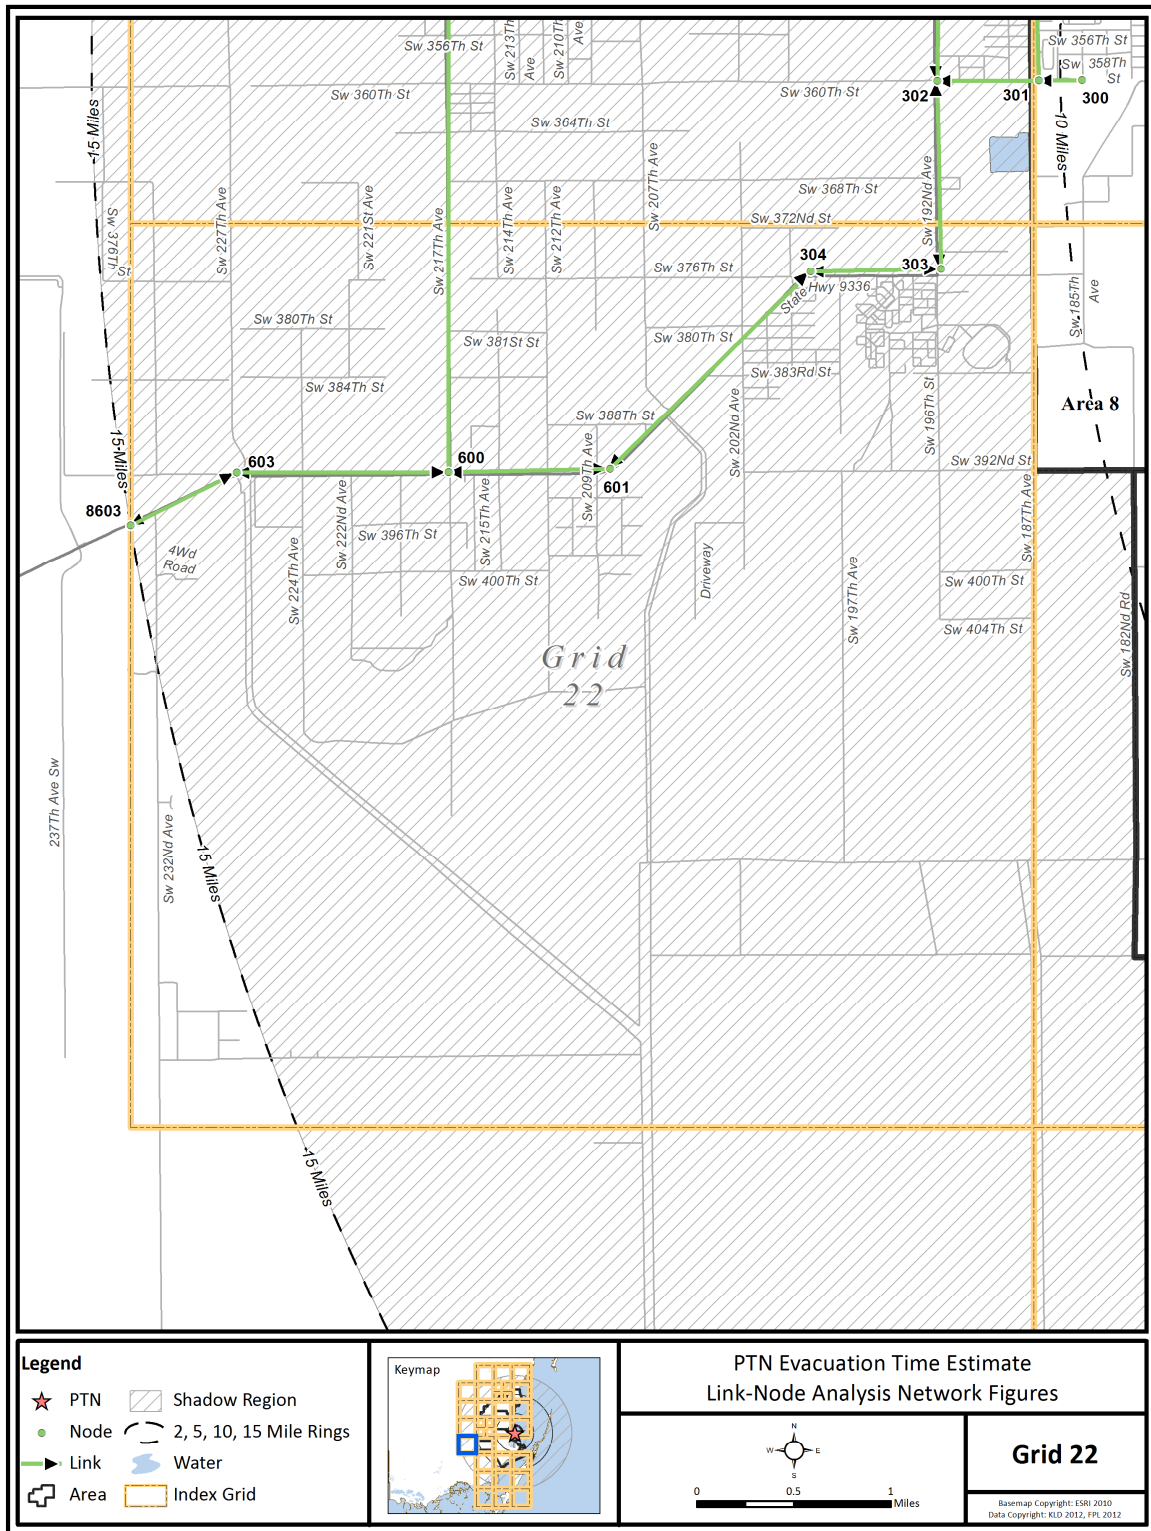 Sw 356Th St
Sw 213Th
Ave
Sw 210Th
Ave
Sw 356Th St
Sw 358Th
St
Sw 360Th St
Sw 360Th St
302
301
300
15 Miles
Sw 364Th St
10 Miles
Sw 207Th Ave
Sw 368Th St
Sw 192Nd Ave
Sw 376Th
St
Sw 227Th Ave
Sw 221St Ave
Sw 217Th Ave
Sw 214Th Ave
Sw 212Th Ave
Sw 372Nd St
304
Sw 376Th St
303
State Hwy 9336
Sw 185Th
Ave
Sw 380Th St
Sw 381St St
Sw 380Th St
Sw 384Th St
Sw 383Rd St
Sw 202Nd Ave
Sw 196Th St
Area 8
Sw 388Th St
15 Miles
603
600
601
Sw 209Th Ave
Sw 392Nd St
8603
Sw 222Nd Ave
Sw 215Th Ave
Sw 187Th Ave
Sw 396Th St
4Wd
Road
Sw 224Th Ave
Sw 400Th St
Driveway
Sw 197Th Ave
Sw 400Th St
Sw 404Th St
Sw 182Nd Rd
Grid
22
237Th Ave Sw
Sw 232Nd Ave
15 Miles
15 Miles
Legend
PTN
Shadow Region
Node
2, 5, 10, 15 Mile Rings
Link
Water
Area
Index Grid
Keymap
PTN Evacuation Time Estimate
Link-Node Analysis Network Figures
N
W
E
S
0
0.5
1
Miles
Grid 22
Basemap Copyright: ESRI 2010
Data Copyright: KLD 2012, FPL 2012